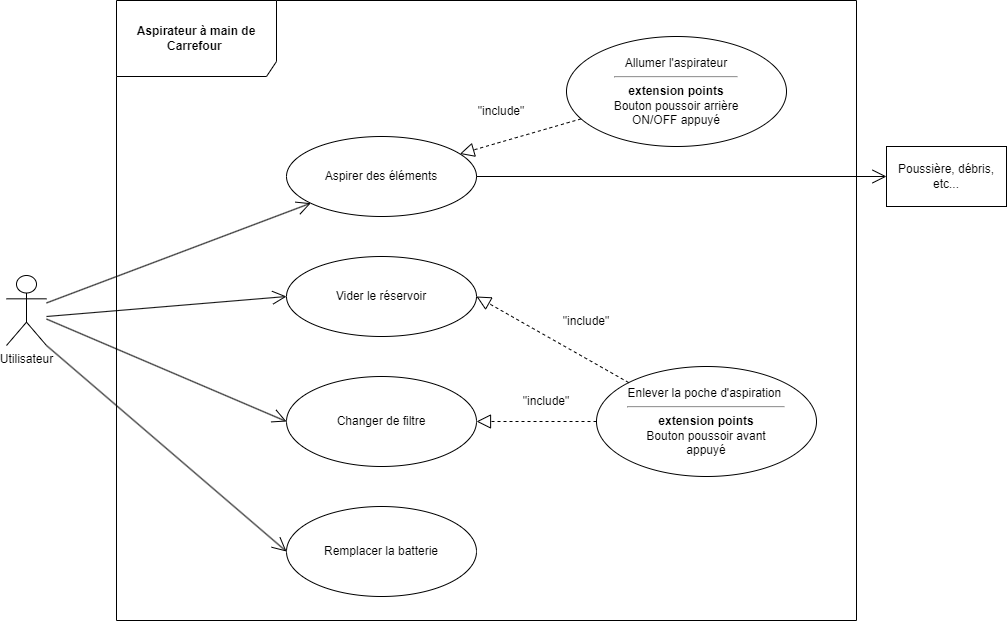 Aspirateur à main de
Carrefour
Allumer l'aspirateur
extension points
Bouton poussoir arrière
ON/OFF appuyé
"include"
Aspirer des éléments
Poussière, débris,
etc...
Vider le réservoir
"include"
Utilisateur
Enlever la poche d'aspiration
"include"
extension points
Changer de filtre
Bouton poussoir avant
appuyé
Remplacer la batterie